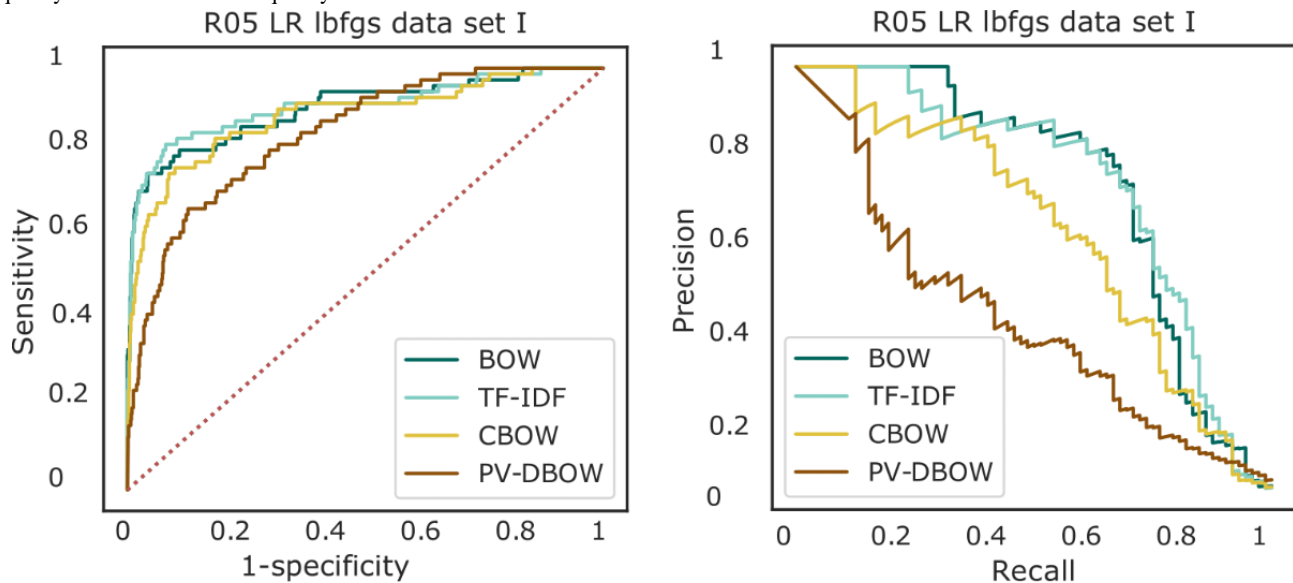 R05 LR lbfgs data set I
1
0.8
0.6
0.4
0.2
0
Sensitivity
BOW
TF-IDF
CBOW
PV-DBOW
0 0.2 0.4 0.6 0.8 1
1-specificity
R05 LR lbfgs data set I
1
0.8
0.6
0.4
0.2
0
Precision
BOW
TF-IDF
CBOW
PV-DBOW
0 0.2 0.4 0.6 0.8 1
Recall